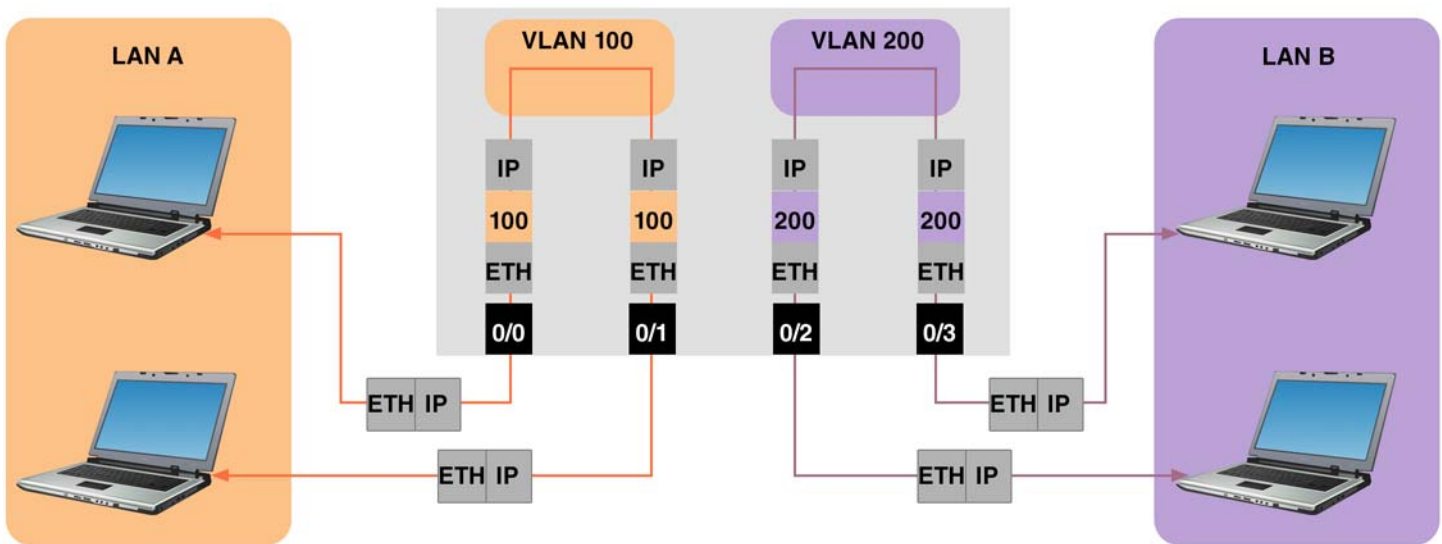 LAN A
VLAN 100
VLAN 200
LAN B
IP
IP
IP
IP
100
100
200
200
ETH
ETH
ETH
ETH
0/0
0/1
0/2
0/3
ETH IP
ETH IP
ETH IP
ETH IP